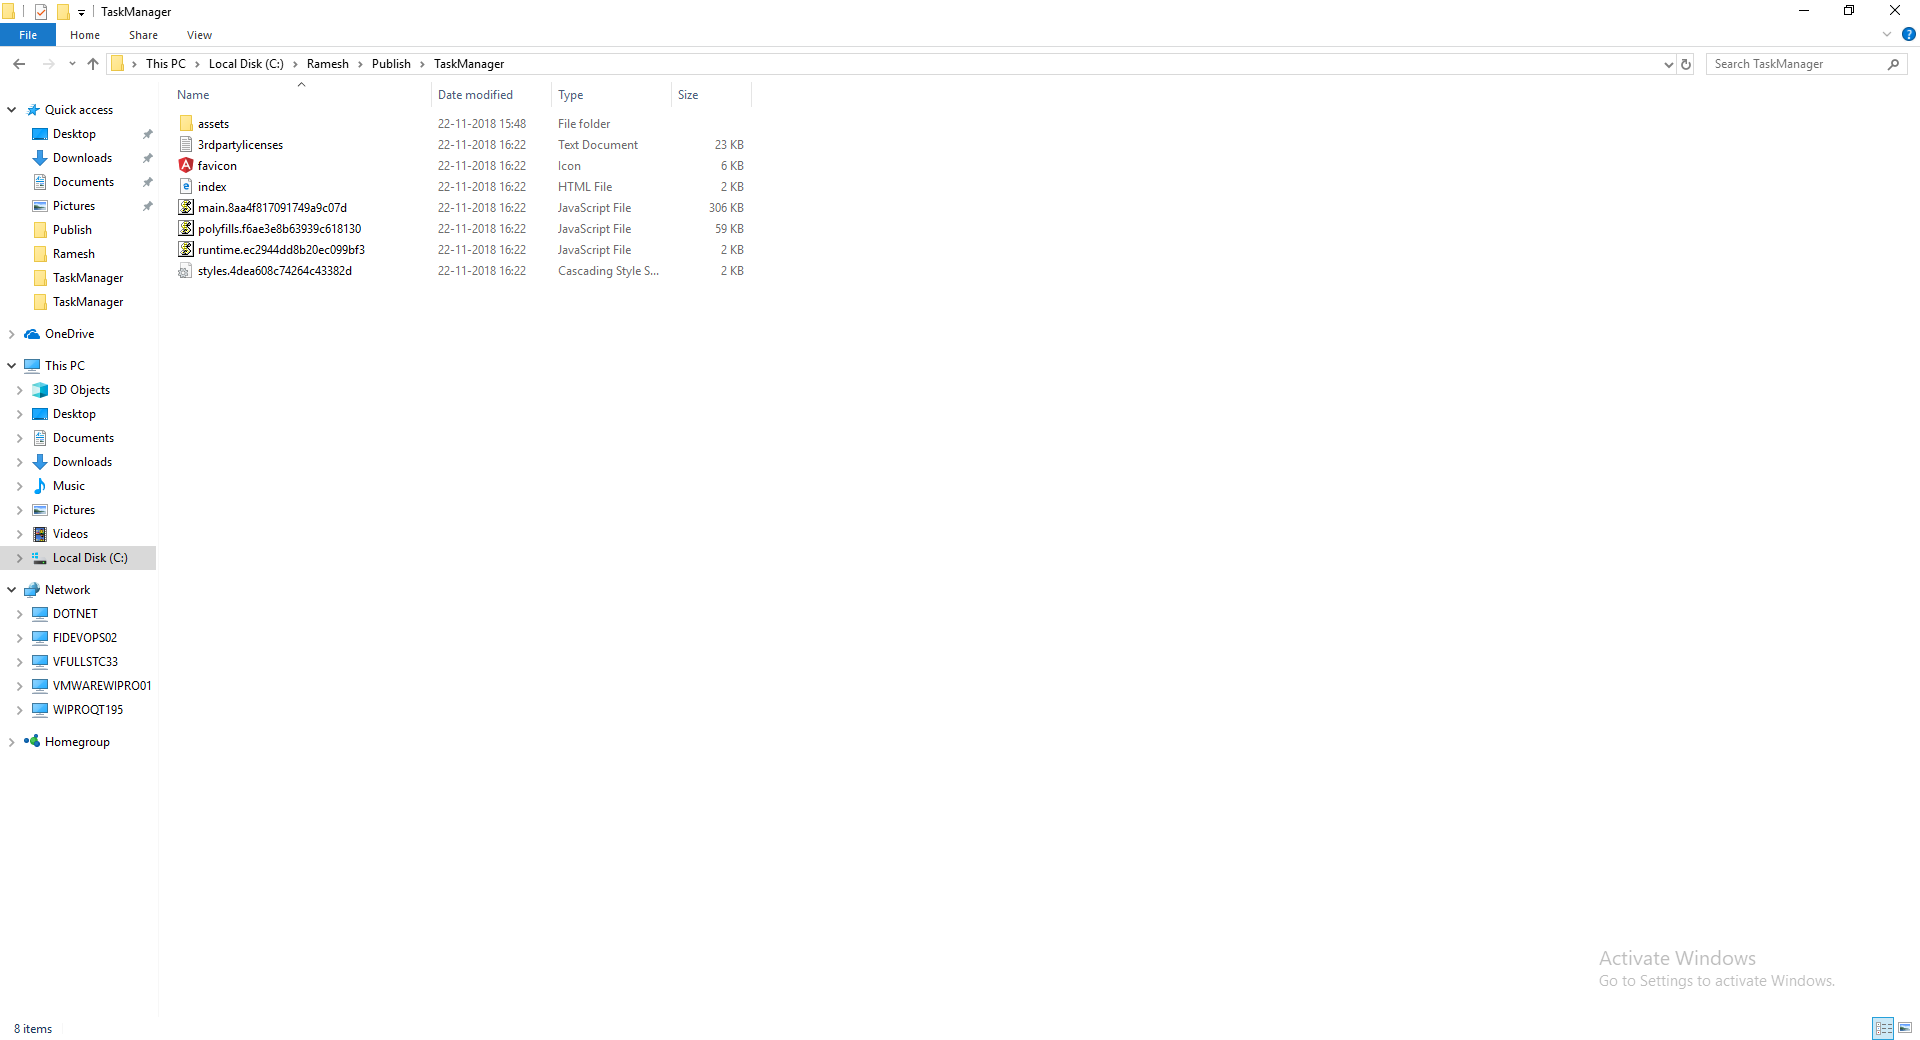 TaskManager
File Home Share View
This PC Local Disk (C:) Ramesh Publish TaskManager
Search TaskManager
Name Date modified Type Size
assets 22-11-2018 15:48 File folder
3rdpartylicenses 22-11-2018 16:22 Text Document 23 KB
favicon 22-11-2018 16:22 Icon 6 KB
index 22-11-2018 16:22 HTML File 2 KB
main.8aa4f817091749a9c07d 22-11-2018 16:22 JavaScript File 306 KB
polyfills.f6ae3e8b63939c618130 22-11-2018 16:22 JavaScript File 59 KB
runtime.ec2944dd8b20ec099bf3 22-11-2018 16:22 JavaScript File 2 KB
styles.4dea608c74264c43382d 22-11-2018 16:22 Cascading Style S... 2 KB
Quick access
Desktop
Downloads
Documents
Pictures
Publish
Ramesh
TaskManager
TaskManager
OneDrive
This PC
3D Objects
Desktop
Documents
Downloads
Music
Pictures
Videos
Local Disk (C:)
Network
DOTNET
FIDEVOPS02
VFULLSTC33
VMWAREWIPRO01
WIPROQT195
Homegroup
Activate Windows
Go to Settings to activate Windows.
8 items